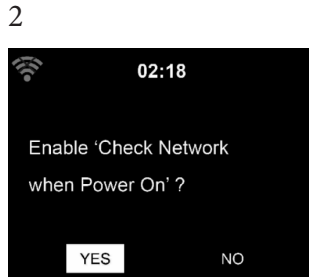 2
02:18
Enable ‘Check Network
when Power On’ ?
YES NO